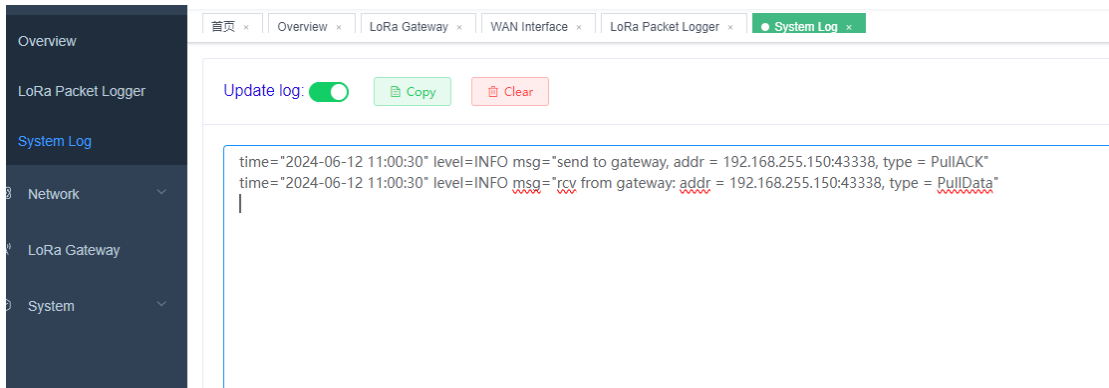 首页 ×
Overview ×
LoRa Gateway ×
WAN Interface ×
LoRa Packet Logger ×
System Log ×
Overview
LoRa Packet Logger
System Log
Network
LoRa Gateway
System
Update log:
Copy
Clear
time="2024-06-12 11:00:30" level=INFO msg="send to gateway, addr = 192.168.255.150:43338, type = PullACK"
time="2024-06-12 11:00:30" level=INFO msg="rcv from gateway: addr = 192.168.255.150:43338, type = PullData"